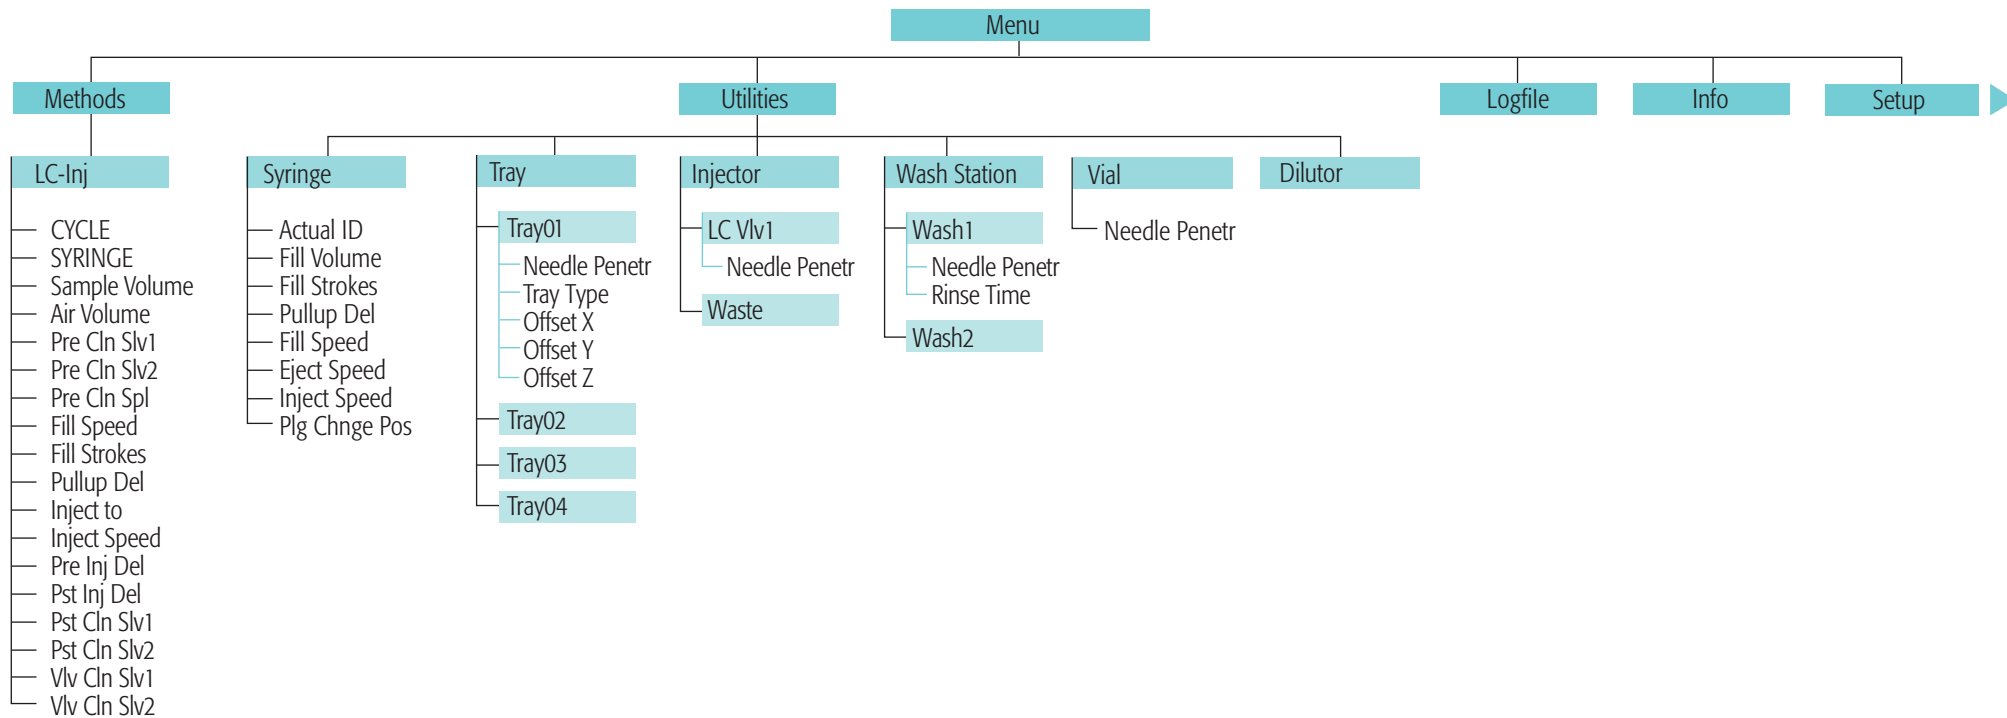 Menu
Methods
Utilities
Logfile
Info
Setup
LC-Inj
CYCLE
SYRINGE
Sample Volume
Air Volume
Pre Cln Slv1
Pre Cln Slv2
Pre Cln Spl
Fill Speed
Fill Strokes
Pullup Del
Inject to
Inject Speed
Pre Inj Del
Pst Inj Del
Pst Cln Slv1
Pst Cln Slv2
Vlv Cln Slv1
Vlv Cln Slv2
Syringe
Actual ID
Fill Volume
Fill Strokes
Pullup Del
Fill Speed
Eject Speed
Inject Speed
Plg Chnge Pos
Tray
Tray01
Needle Penetr
Tray Type
Offset X
Offset Y
Offset Z
Tray02
Tray03
Tray04
Injector
LC Vlv1
Needle Penetr
Waste
Wash Station
Wash1
Needle Penetr
Rinse Time
Wash2
Vial
Needle Penetr
Dilutor